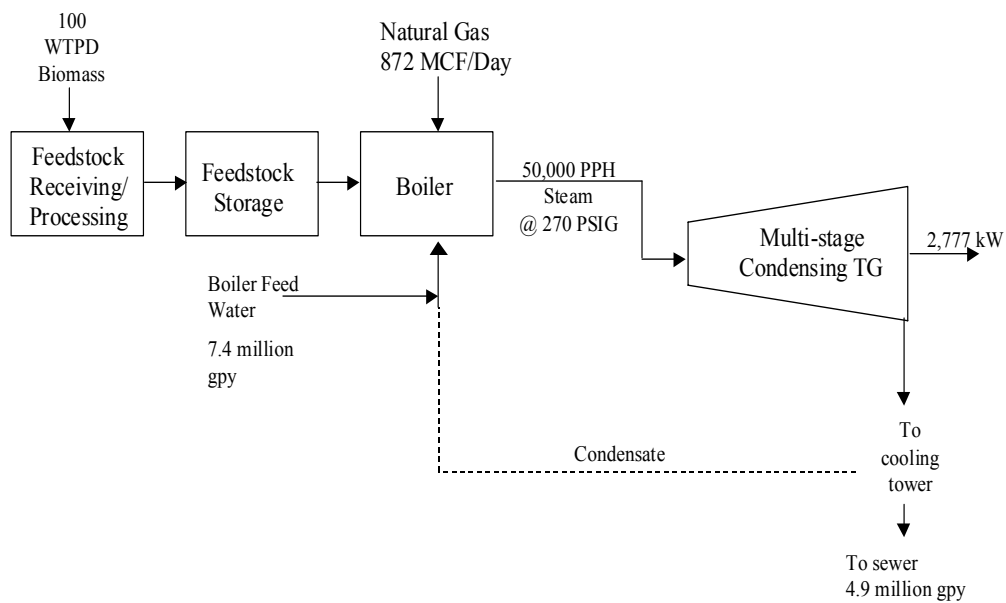 100
WTPD
Biomass
Natural Gas
872 MCF/Day
Feedstock
Receiving/
Processing
Feedstock
Storage
Boiler
50,000 PPH
Steam
@ 270 PSIG
Multi-stage
Condensing TG
2,777 kW
Boiler Feed
Water
7.4 million
gpy
Condensate
To
cooling
tower
To sewer
4.9 million gpy